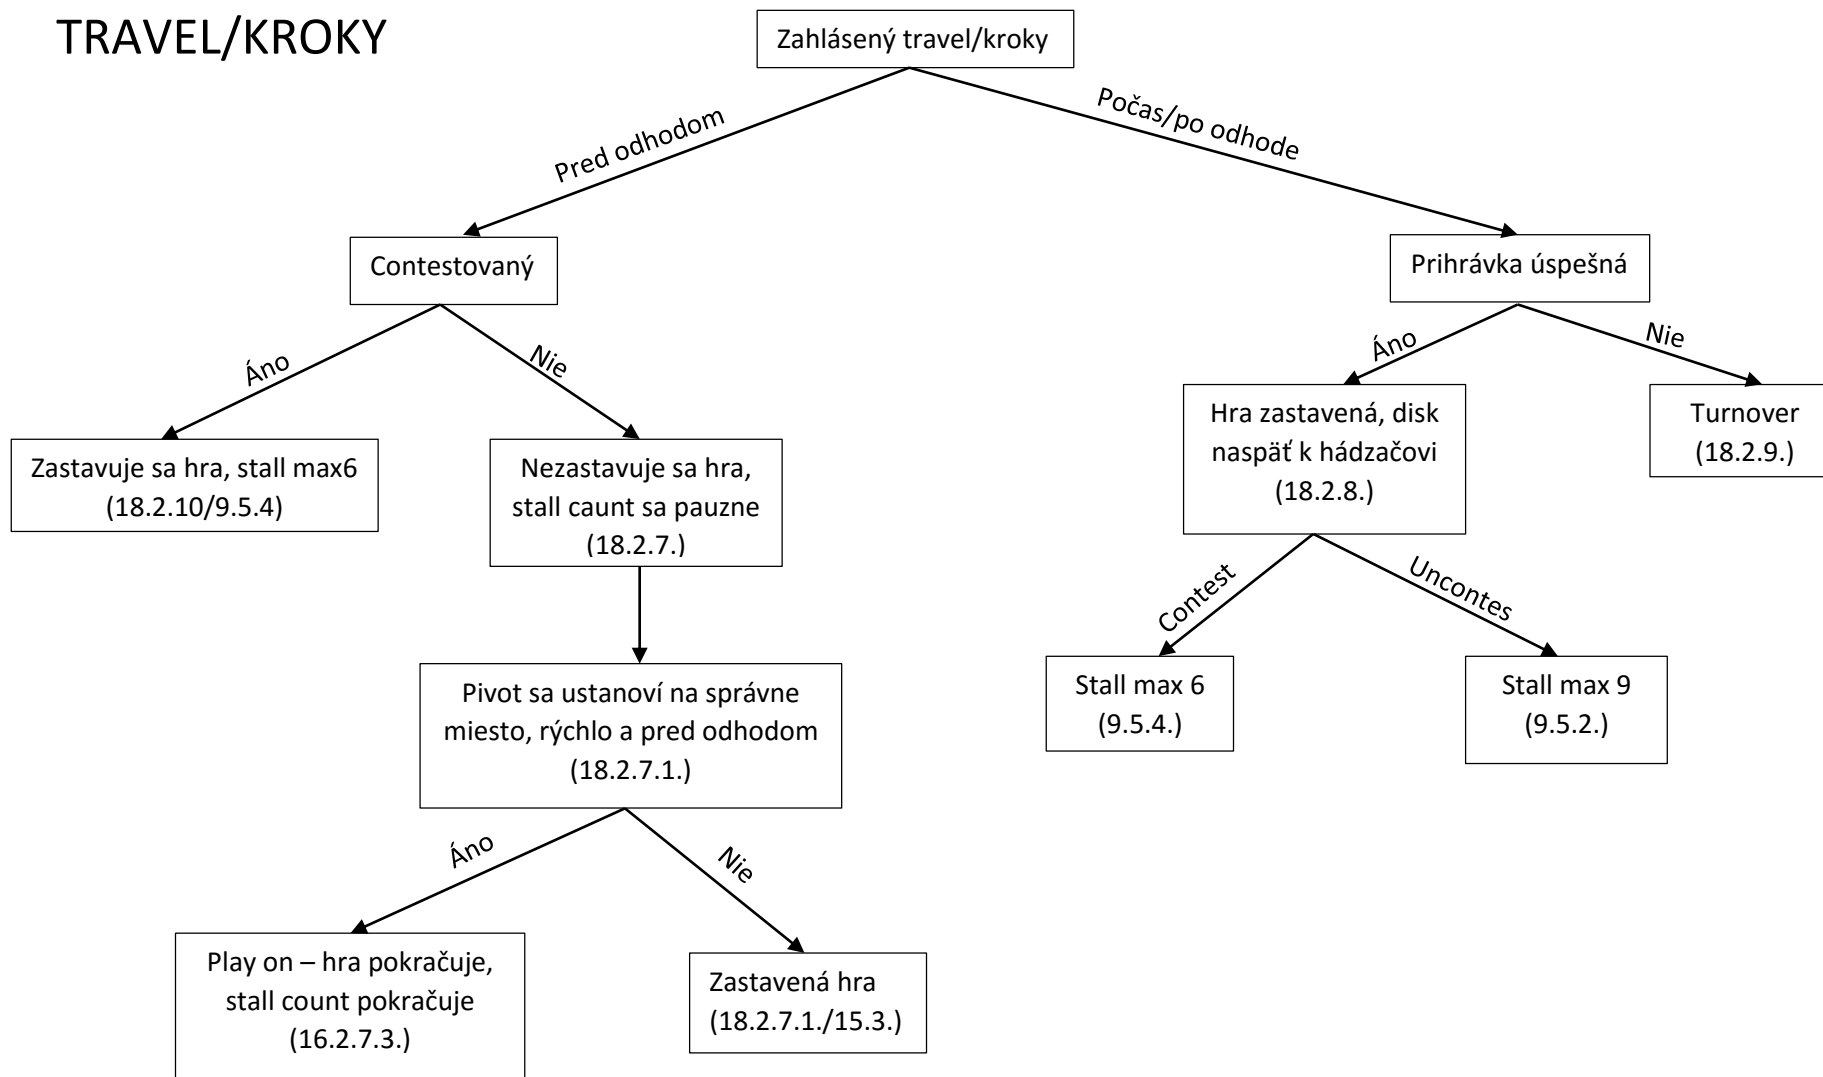 TRAVEL/KROKY
Zahlásený travel/kroky
Pred odhodom
Počas/po odhode
Contestovaný
Prihrávka úspešná
Áno
Nie
Áno
Nie
Zastavuje sa hra, stall max6
(18.2.10/9.5.4)
Nezastavuje sa hra,
stall caunt sa pauzne
(18.2.7.)
Hra zastavená, disk
naspäť k hádzačovi
(18.2.8.)
Turnover
(18.2.9.)
Contest
Uncontes
Pivot sa ustanoví na správne
miesto, rýchlo a pred odhodom
(18.2.7.1.)
Stall max 6
(9.5.4.)
Stall max 9
(9.5.2.)
Áno
Nie
Play on – hra pokračuje,
stall count pokračuje
(16.2.7.3.)
Zastavená hra
(18.2.7.1./15.3.)